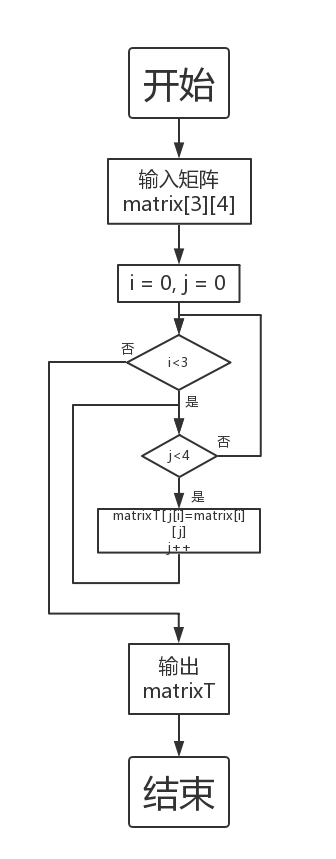 开始
输入矩阵
matrix[3][4]
i = 0, j = 0
否
i<3
是
否
j<4
是
matrixT[j[i]=matrix[i]
[j]
j++
输出
matrixT
结束